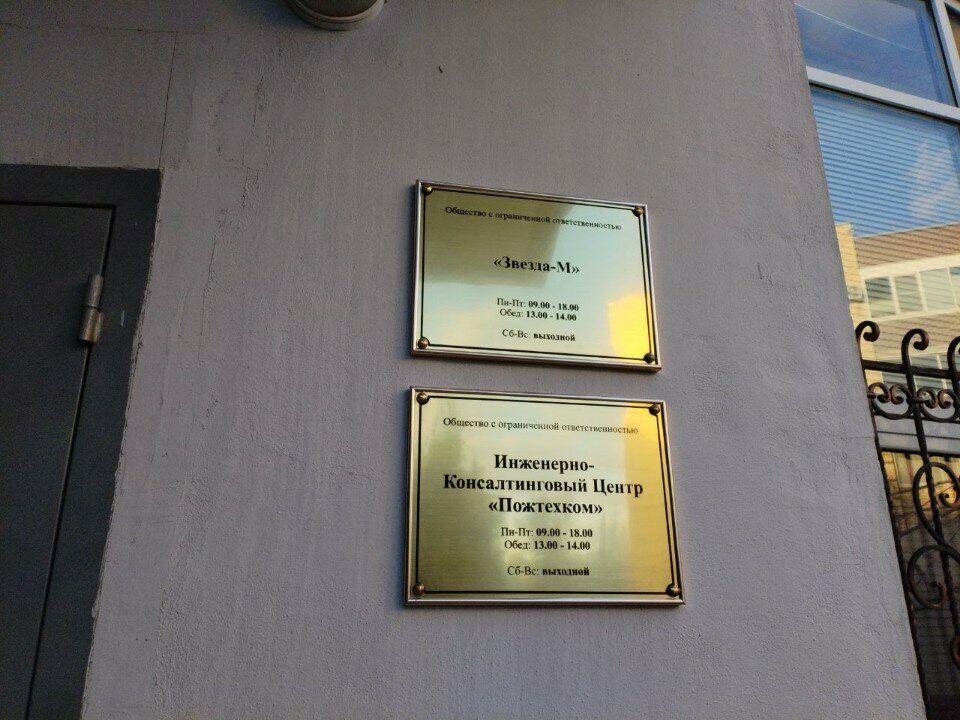 Общество с ограниченной ответственностью
«Звезда-М»
Пн-Пт: 09.00 - 18.00
Обед: 13.00 - 14.00
Сб-Вс: выходной
Общество с ограниченной ответственностью
Инженерно-
Консалтинговый Центр
«Пожтехком»
Пн-Пт: 09.00 - 18.00
Обед: 13.00 - 14.00
Сб-Вс: выходной